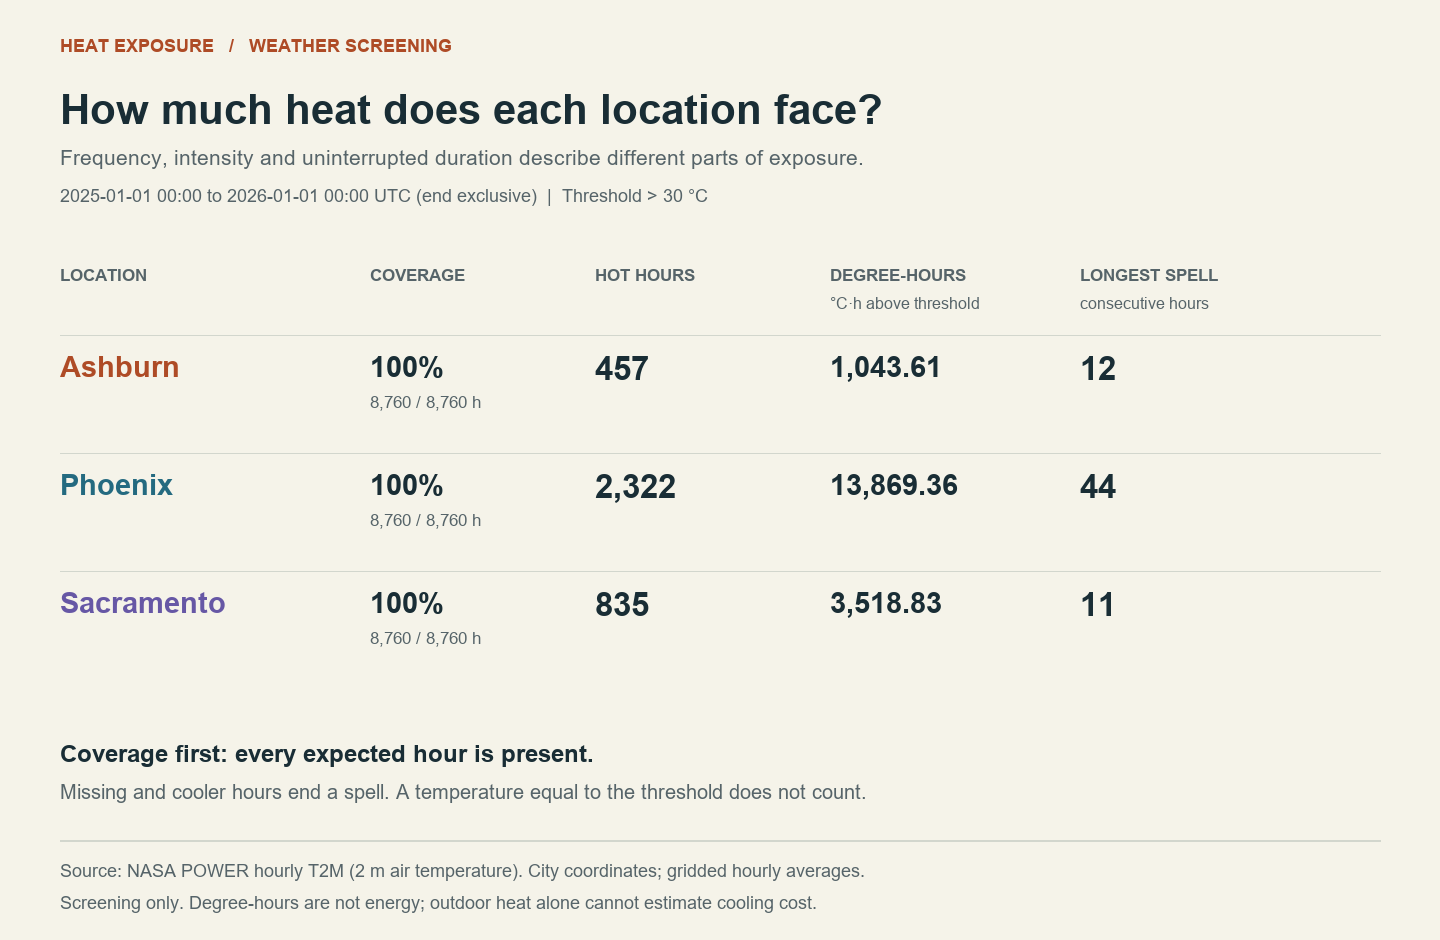 HEAT EXPOSURE / WEATHER SCREENING
How much heat does each location face?
Frequency, intensity and uninterrupted duration describe different parts of exposure.
2025-01-01 00:00 to 2026-01-01 00:00 UTC (end exclusive) | Threshold > 30 °C
LOCATION COVERAGE HOT HOURS DEGREE-HOURS LONGEST SPELL
°C·h above threshold consecutive hours
Ashburn 100% 457 1,043.61 12
8,760 / 8,760 h
Phoenix 100% 2,322 13,869.36 44
8,760 / 8,760 h
Sacramento 100% 835 3,518.83 11
8,760 / 8,760 h
Coverage first: every expected hour is present.
Missing and cooler hours end a spell. A temperature equal to the threshold does not count.
Source: NASA POWER hourly T2M (2 m air temperature). City coordinates; gridded hourly averages.
Screening only. Degree-hours are not energy; outdoor heat alone cannot estimate cooling cost.